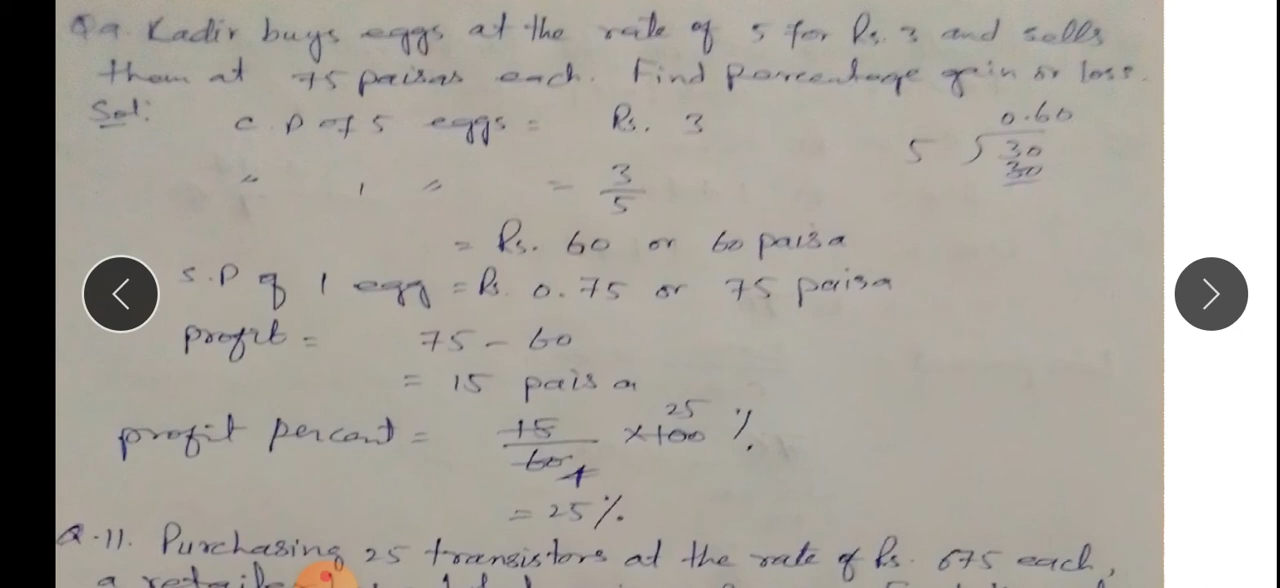 Q9. Kadir buys eggs at the rate of 5 for Rs. 3 and sells
them at 75 paisas each. Find percentage gain or loss.
Sol: C.P of 5 eggs = Rs. 3
" 1 " = 3/5
5 ) 30 0.60
30
= Rs. 60 or 60 paisa
S.P of 1 egg = Rs. 0.75 or 75 paisa
profit = 75 - 60
= 15 paisa
profit percent = 15/60 4 × 100 25 %
= 25%.
Q.11. Purchasing 25 transistors at the rate of Rs. 675 each,
a